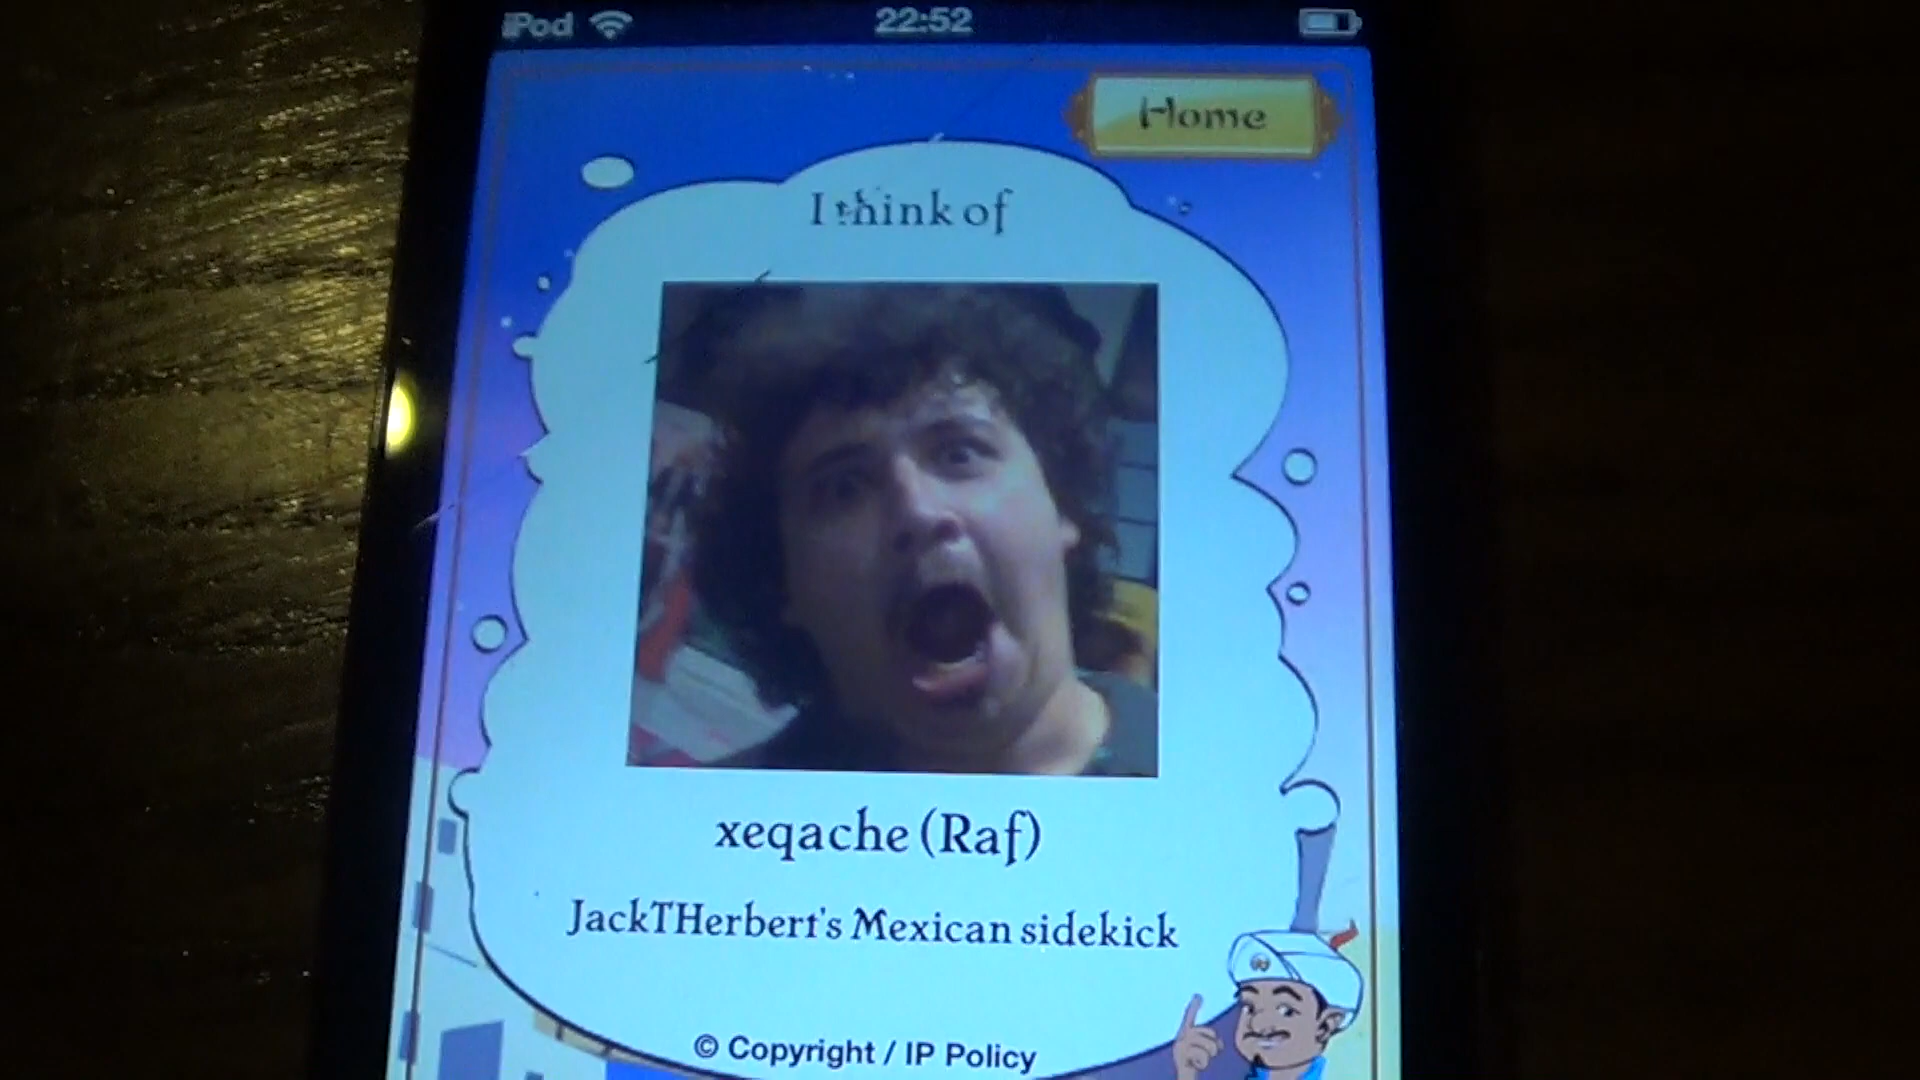 iPod 22:52
Home
I think of
xeqache (Raf)
JackTHerbert's Mexican sidekick
© Copyright / IP Policy